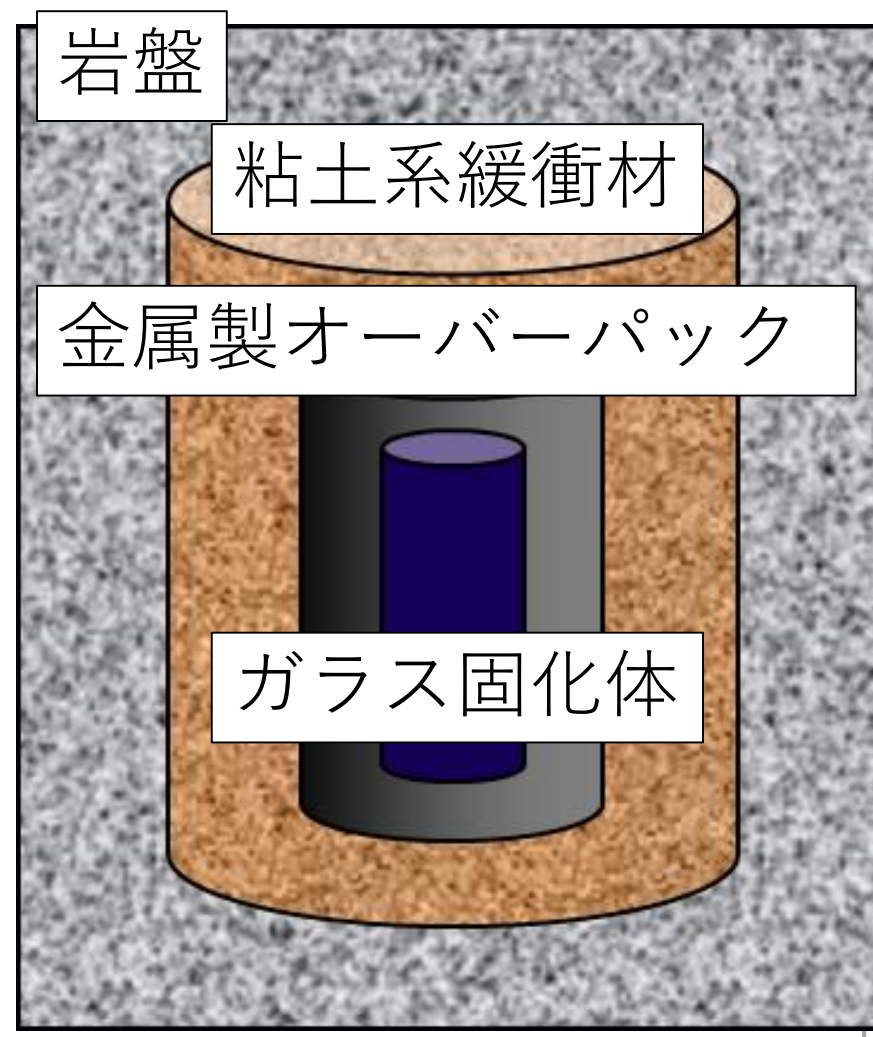 岩盤
粘土系緩衝材
金属製オーバーパック
ガラス固化体